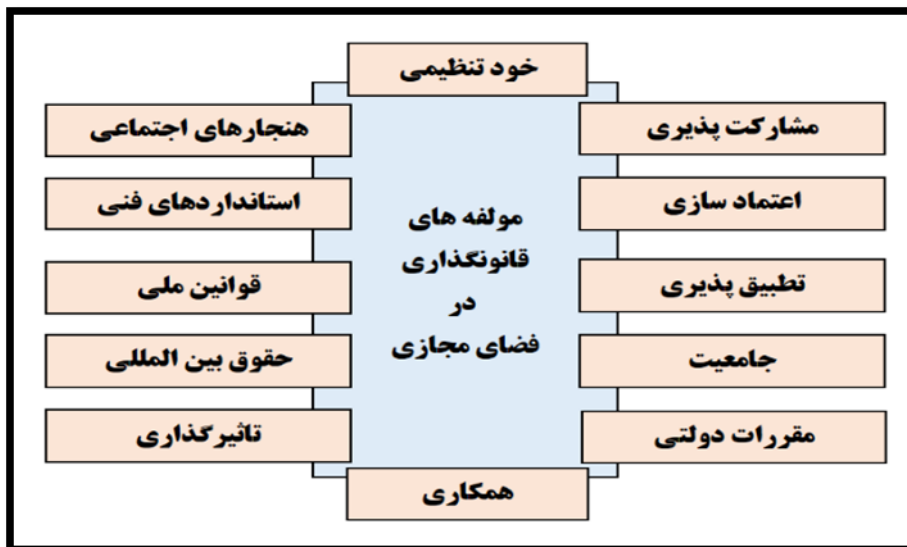 خود تنظیمی
مشارکت پذیری
هنجارهای اجتماعی
اعتماد سازی
استانداردهای فنی
مولفه های
قانونگذاری
در
فضای مجازی
تطبیق پذیری
قوانین ملی
جامعیت
حقوق بین المللی
مقررات دولتی
تاثیرگذاری
همکاری